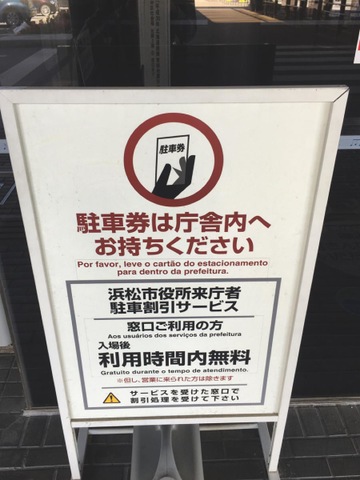 駐車券
駐車券は庁舎内へ
お持ちください
Por favor, leve o cartão do estacionamento
para dentro da prefeitura.
浜松市役所来庁者
駐車割引サービス
窓口ご利用の方
Aos usuários dos serviços da prefeitura
入場後
利用時間内無料
Gratuito durante o tempo de atendimento.
※但し、営業に来られた方は除きます
サービスを受けた窓口で
割引処理を受けて下さい